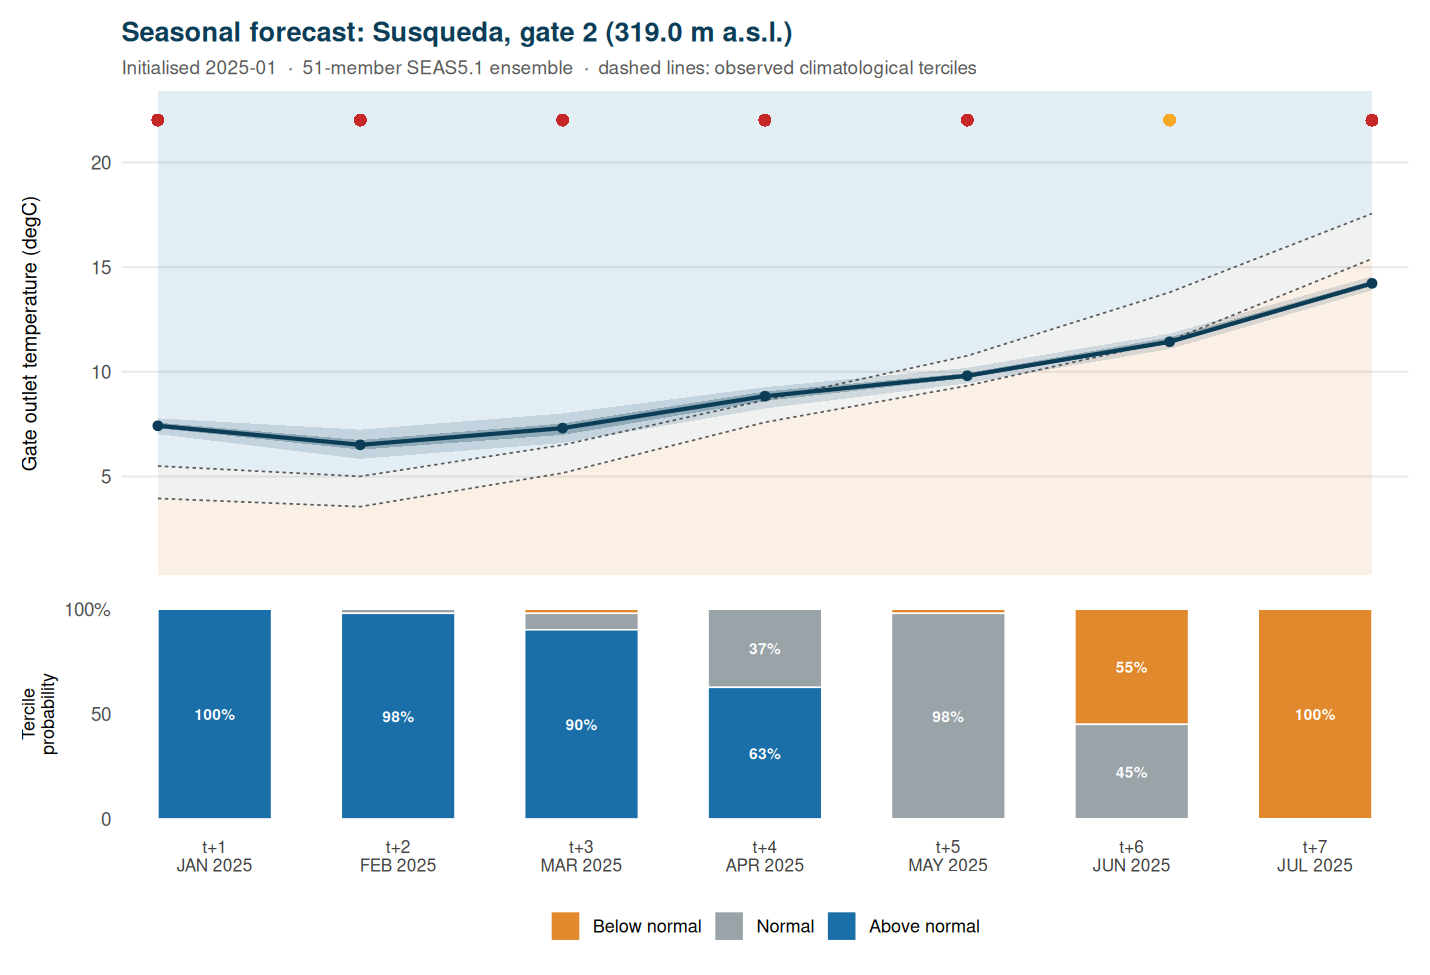 Seasonal forecast: Susqueda, gate 2 (319.0 m a.s.l.)
Initialised 2025-01 · 51-member SEAS5.1 ensemble · dashed lines: observed climatological terciles
Gate outlet temperature (degC)
20
15
10
5
Tercile
probability
100%
50
0
100%
98%
90%
37%
63%
98%
55%
45%
100%
t+1
JAN 2025
t+2
FEB 2025
t+3
MAR 2025
t+4
APR 2025
t+5
MAY 2025
t+6
JUN 2025
t+7
JUL 2025
Below normal
Normal
Above normal